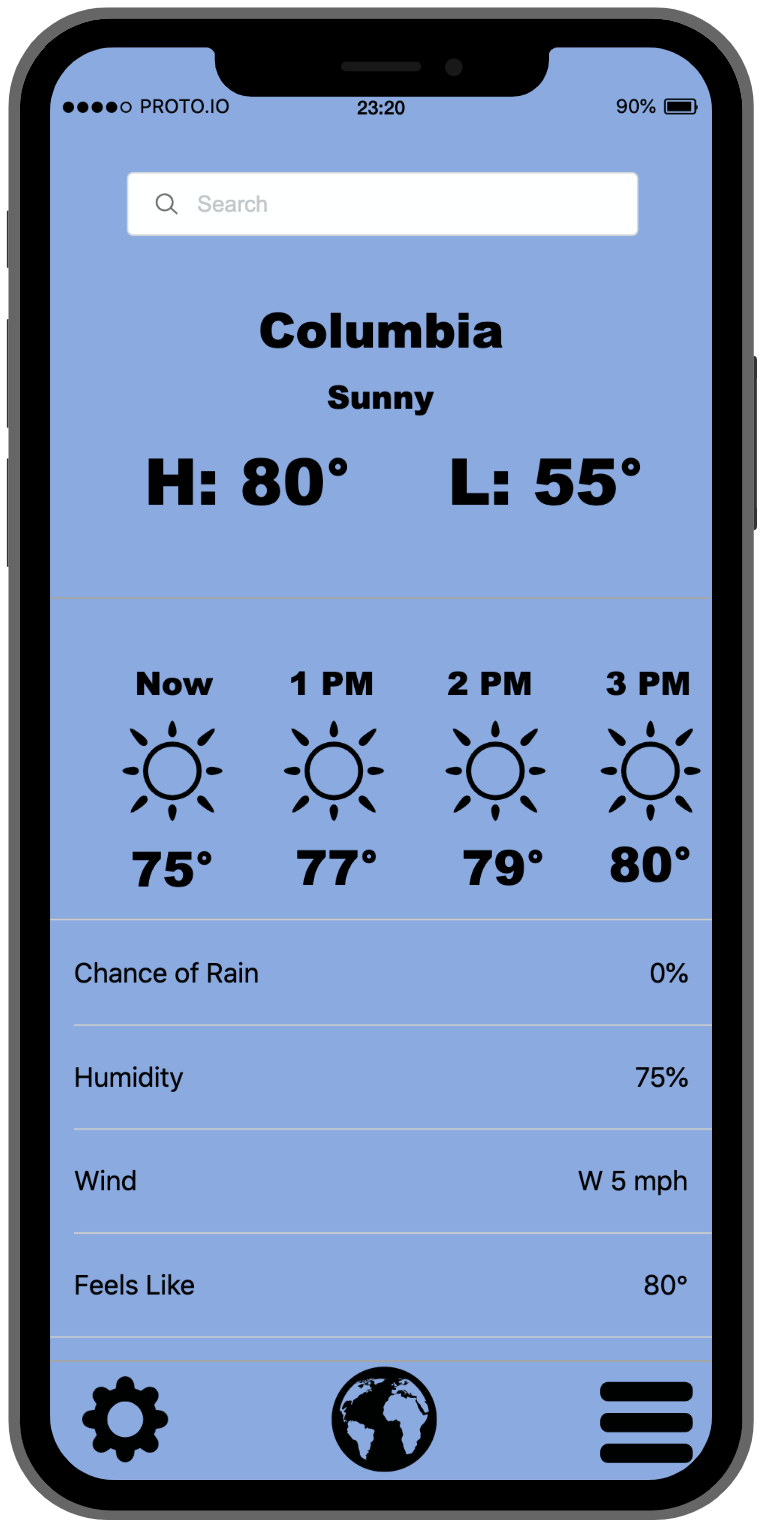 PROTO.IO 23:20 90%
Search
Columbia
Sunny
H: 80° L: 55°
Now 1 PM 2 PM 3 PM
75° 77° 79° 80°
Chance of Rain 0%
Humidity 75%
Wind W 5 mph
Feels Like 80°